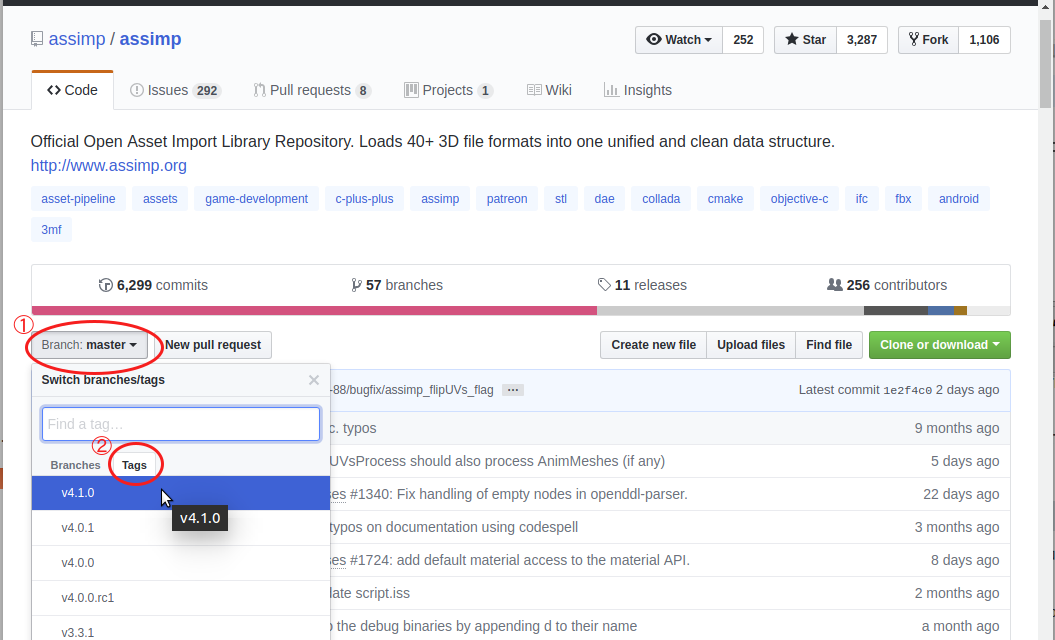 assimp / assimp
Watch 252 Star 3,287 Fork 1,106
Code Issues 292 Pull requests 8 Projects 1 Wiki Insights
Official Open Asset Import Library Repository. Loads 40+ 3D file formats into one unified and clean data structure.
http://www.assimp.org
asset-pipeline assets game-development c-plus-plus assimp patreon stl dae collada cmake objective-c ifc fbx android
3mf
6,299 commits 57 branches 11 releases 256 contributors
①
Branch: master New pull request Create new file Upload files Find file Clone or download
Switch branches/tags
-88/bugfix/assimp_flipUVs_flag ... Latest commit 1e2f4c0 2 days ago
Find a tag...
c. typos 9 months ago
②
Branches Tags
UVsProcess should also process AnimMeshes (if any) 5 days ago
v4.1.0
v4.1.0
es #1340: Fix handling of empty nodes in openddl-parser. 22 days ago
v4.0.1
typos on documentation using codespell 3 months ago
v4.0.0
es #1724: add default material access to the material API. 8 days ago
v4.0.0.rc1
late script.iss 2 months ago
v3.3.1
the debug binaries by appending d to their name a month ago